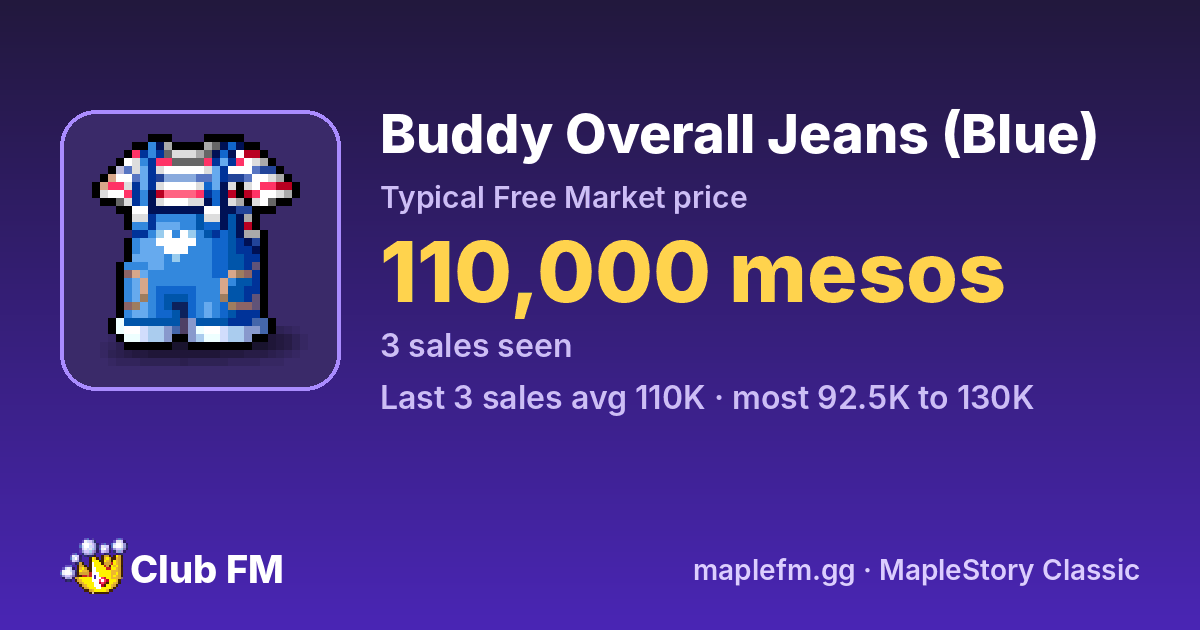 Buddy Overall Jeans (Blue)
Typical Free Market price
110,000 mesos
3 sales seen
Last 3 sales avg 110K · most 92.5K to 130K
Club FM
maplefm.gg · MapleStory Classic